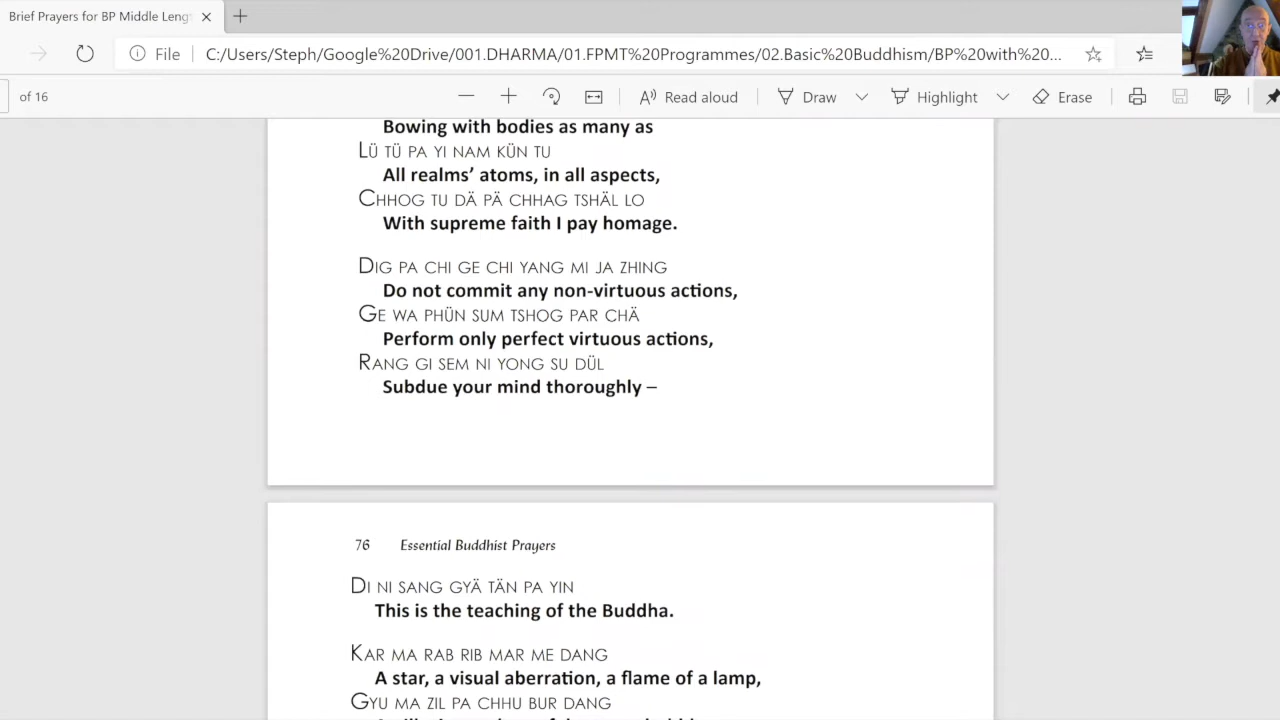 Brief Prayers for BP Middle Leng
File
C:/Users/Steph/Google%20Drive/001.DHARMA/01.FPMT%20Programmes/02.Basic%20Buddhism/BP%20with%20...
of 16
Read aloud
Draw
Highlight
Erase
Bowing with bodies as many as
LÜ TÜ PA YI NAM KÜN TU
All realms’ atoms, in all aspects,
CHHOG TU DÄ PÄ CHHAG TSHÄL LO
With supreme faith I pay homage.
DIG PA CHI GE CHI YANG MI JA ZHING
Do not commit any non-virtuous actions,
GE WA PHÜN SUM TSHOG PAR CHÄ
Perform only perfect virtuous actions,
RANG GI SEM NI YONG SU DÜL
Subdue your mind thoroughly –
76 Essential Buddhist Prayers
DI NI SANG GYÄ TÄN PA YIN
This is the teaching of the Buddha.
KAR MA RAB RIB MAR ME DANG
A star, a visual aberration, a flame of a lamp,
GYU MA ZIL PA CHHU BUR DANG